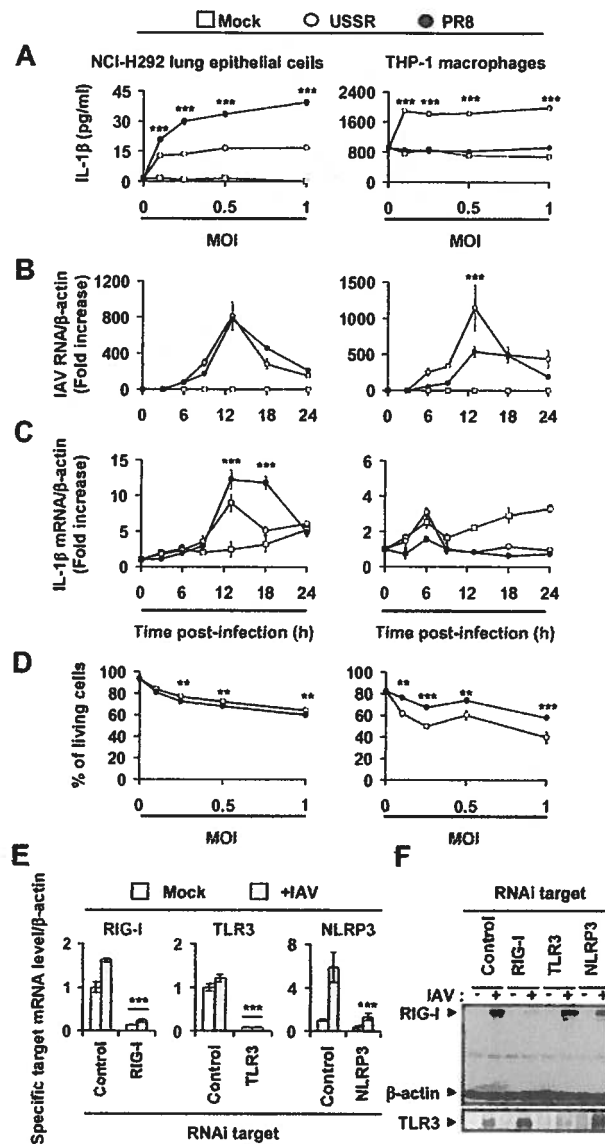 Mock USSR PR8
A
NCI-H292 lung epithelial cells
THP-1 macrophages
IL-1β (pg/ml)
45
30
15
0
*** *** *** ***
0 0.5 1
MOI
2400
1600
800
0
*** *** *** ***
0 0.5 1
MOI
B
IAV RNA/β-actin
(Fold increase)
1200
800
400
0
0 6 12 18 24
1500
1000
500
0
***
0 6 12 18 24
C
IL-1β mRNA/β-actin
(Fold increase)
15
10
5
0
*** ***
0 6 12 18 24
Time post-infection (h)
6
4
2
0
0 6 12 18 24
Time post-infection (h)
D
% of living cells
100
80
60
40
20
0
** ** **
0 0.5 1
MOI
100
80
60
40
20
0
** *** ** ***
0 0.5 1
MOI
E
Mock +IAV
Specific target mRNA level/β-actin
RIG-I
2
1
0
***
Control
RIG-I
TLR3
2
1
0
***
Control
TLR3
NLRP3
8
4
0
***
Control
NLRP3
RNAi target
F
RNAi target
Control
RIG-I
TLR3
NLRP3
IAV : - + - + - + - +
RIG-I
β-actin
TLR3